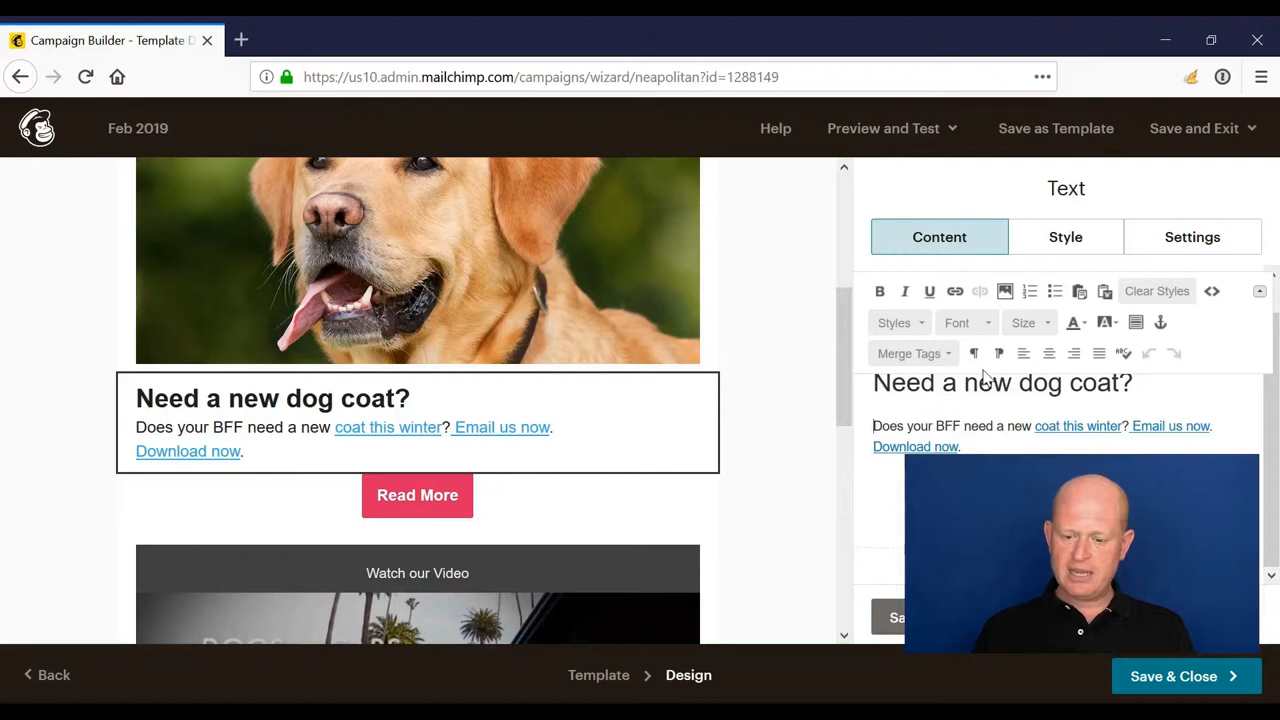 Campaign Builder - Template D
https://us10.admin.mailchimp.com/campaigns/wizard/neapolitan?id=1288149
Feb 2019
Help
Preview and Test
Save as Template
Save and Exit
Need a new dog coat?
Does your BFF need a new coat this winter? Email us now.
Download now.
Read More
Watch our Video
Text
Content
Style
Settings
B I U
Clear Styles
Styles
Font
Size
A A
Merge Tags
ABC
Need a new dog coat?
Does your BFF need a new coat this winter? Email us now.
Download now.
Sa
Back
Template
Design
Save & Close